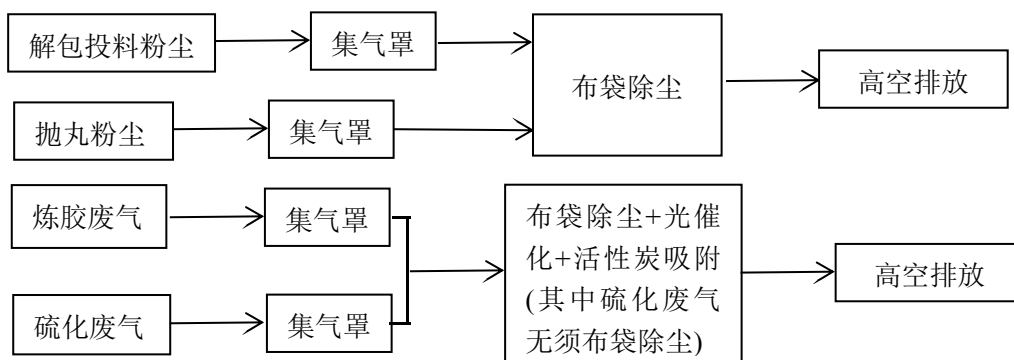 解包投料粉尘
集气罩
布袋除尘
高空排放
抛丸粉尘
集气罩
炼胶废气
集气罩
布袋除尘+光催
化+活性炭吸附
(其中硫化废气
无须布袋除尘)
高空排放
硫化废气
集气罩